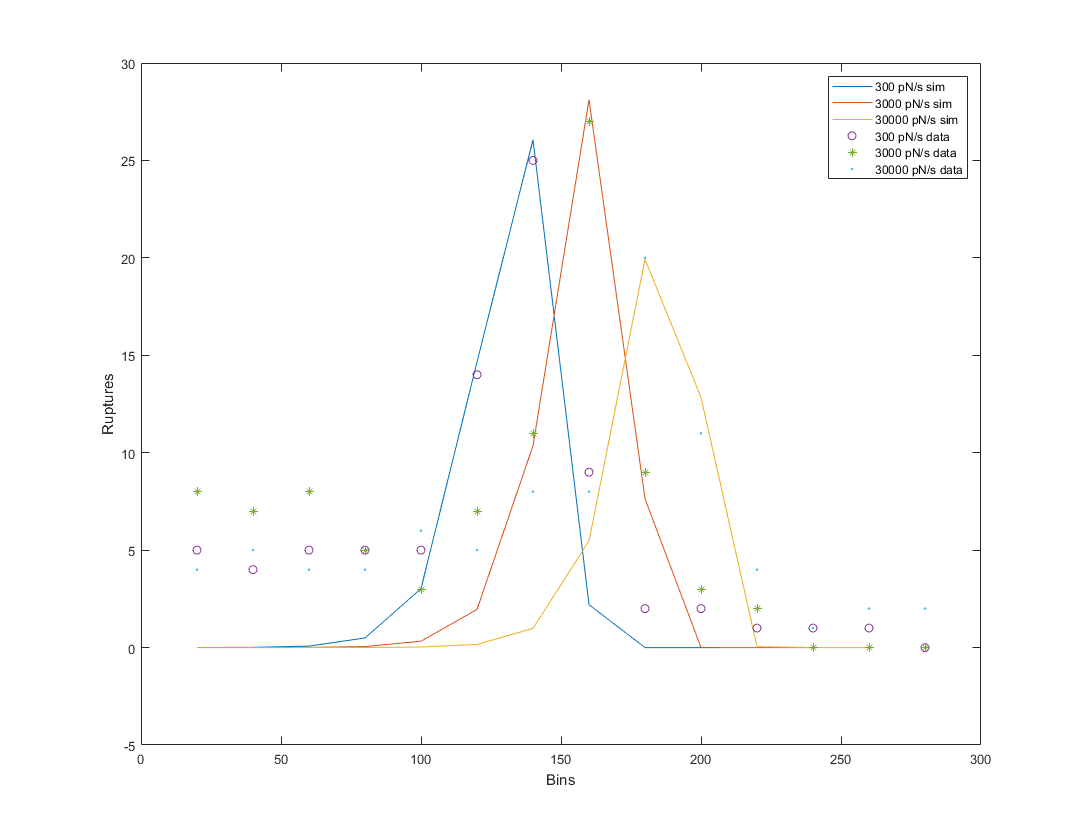 30
300 pN/s sim
3000 pN/s sim
30000 pN/s sim
300 pN/s data
3000 pN/s data
30000 pN/s data
25
20
15
10
5
0
-5
Ruptures
0 50 100 150 200 250 300
Bins